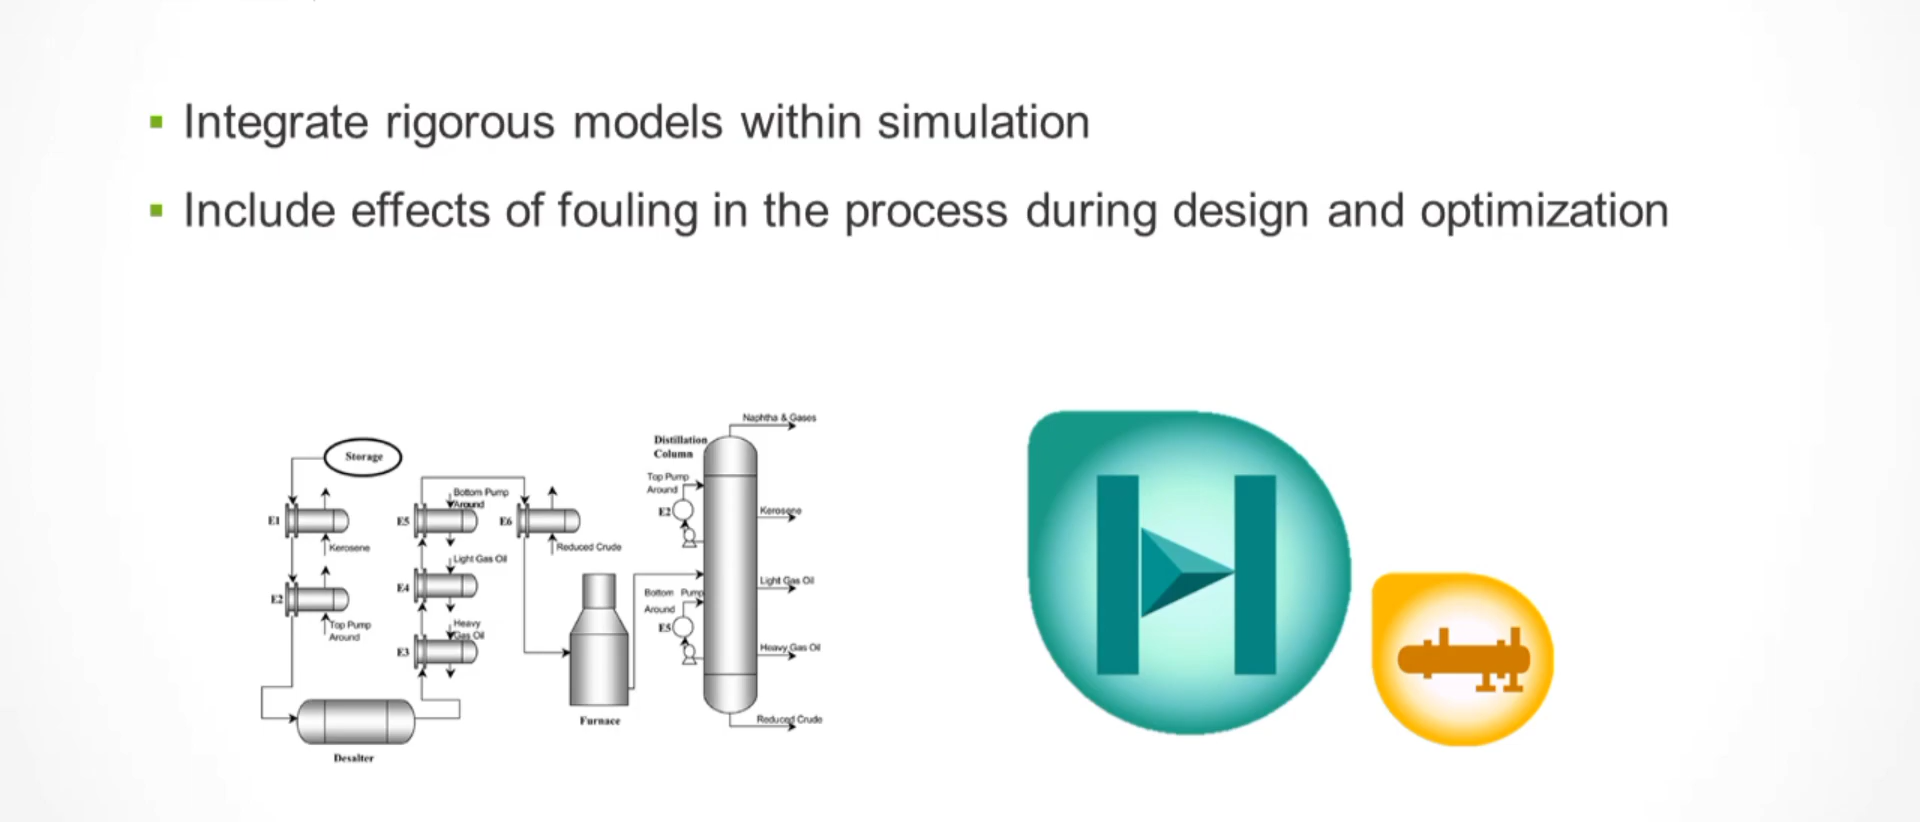 Integrate rigorous models within simulation
Include effects of fouling in the process during design and optimization
Storage
E1
Kerosene
E2
Top Pump
Around
Desalter
E5
Bottom Pump
Around
E4
Light Gas Oil
E3
Heavy
Gas Oil
E6
Reduced Crude
Furnace
Distillation
Column
Naphtha & Gases
Top Pump
Around
E2
Kerosene
Light Gas Oil
Bottom Pump
Around
E5
Heavy Gas Oil
Reduced Crude
H